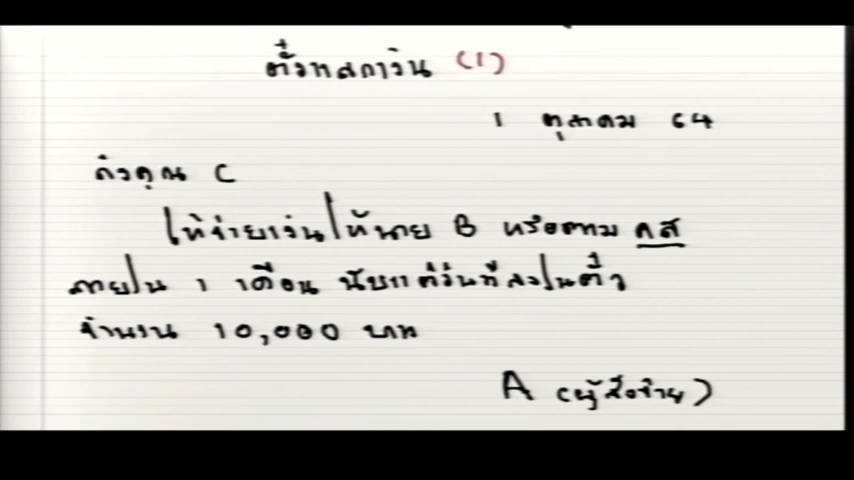 ตั๋วแลกเงิน (1)
1 ตุลาคม 64
ถึงคุณ C
ให้จ่ายเงินให้นาย B หรือตาม คส
ภายใน 1 เดือน นับแต่วันที่ลงในตั๋ว
จำนวน 10,000 บาท
A (ผู้สั่งจ่าย)